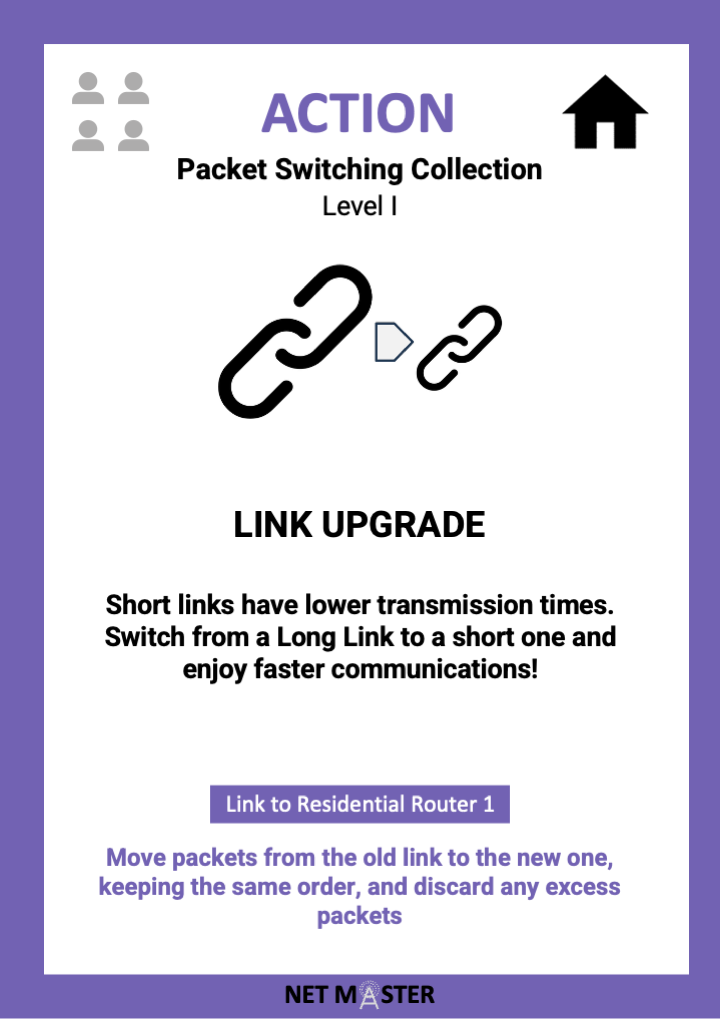 ACTION
Packet Switching Collection
Level I
LINK UPGRADE
Short links have lower transmission times.
Switch from a Long Link to a short one and
enjoy faster communications!
Link to Residential Router 1
Move packets from the old link to the new one,
keeping the same order, and discard any excess
packets
NET MASTER